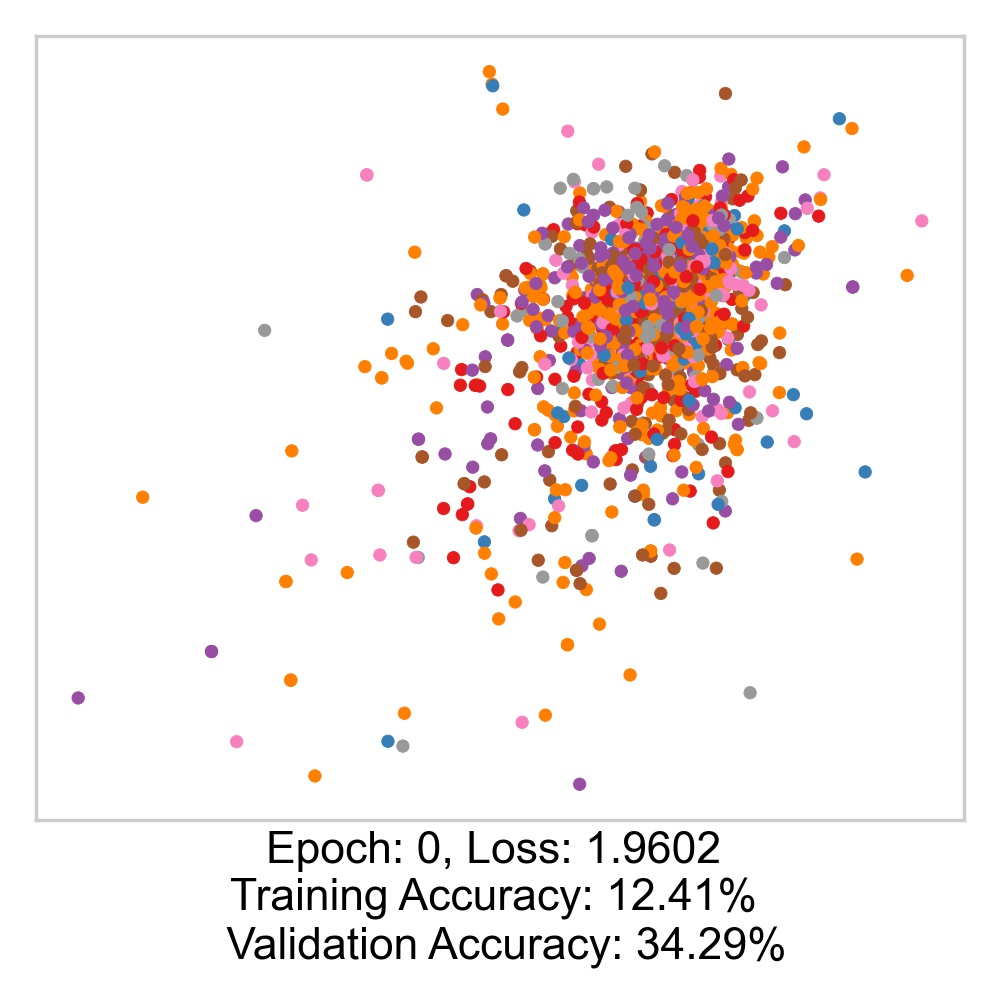 Epoch: 0, Loss: 1.9602
Training Accuracy: 12.41%
Validation Accuracy: 34.29%